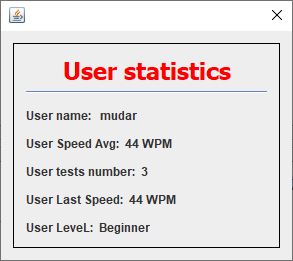 User statistics
User name: mudar
User Speed Avg: 44 WPM
User tests number: 3
User Last Speed: 44 WPM
User LeveL: Beginner